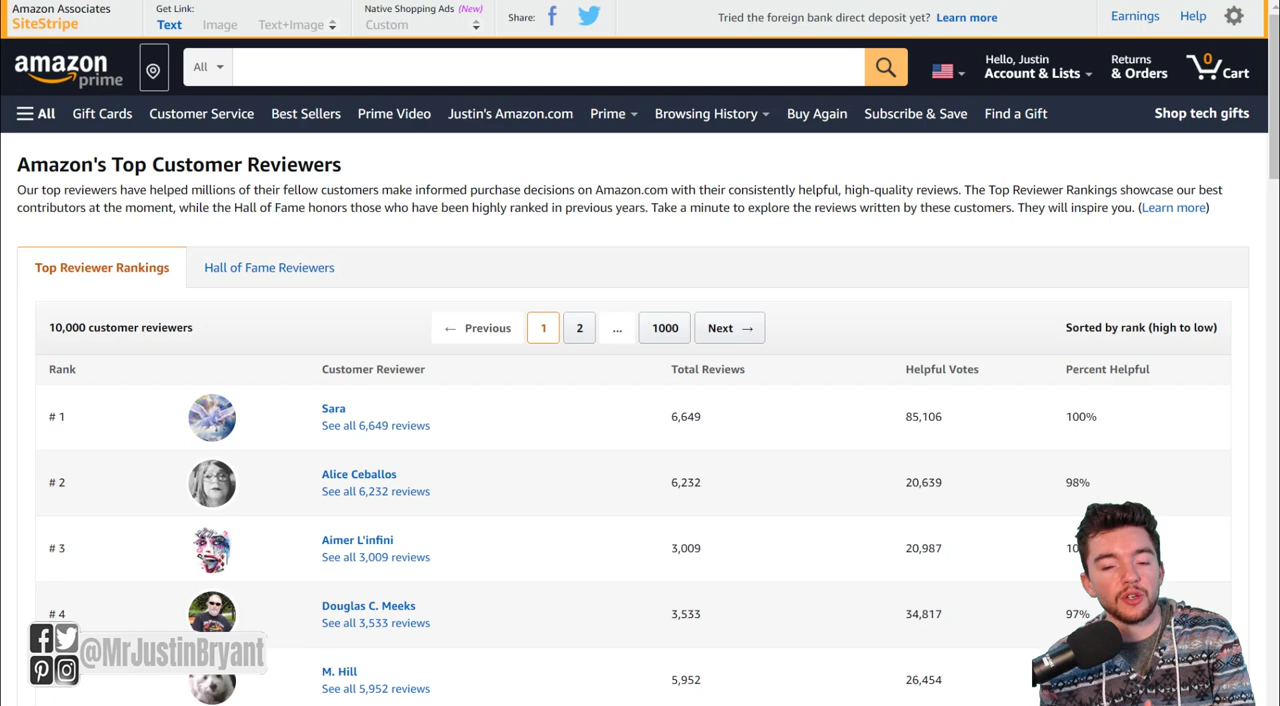 Amazon Associates
SiteStripe
Get Link:
Text Image Text+Image
Native Shopping Ads (New)
Custom
Share:
Tried the foreign bank direct deposit yet? Learn more
Earnings Help
amazon prime
All
Hello, Justin
Account & Lists
Returns
& Orders
0
Cart
All Gift Cards Customer Service Best Sellers Prime Video Justin's Amazon.com Prime Browsing History Buy Again Subscribe & Save Find a Gift Shop tech gifts
Amazon's Top Customer Reviewers
Our top reviewers have helped millions of their fellow customers make informed purchase decisions on Amazon.com with their consistently helpful, high-quality reviews. The Top Reviewer Rankings showcase our best
contributors at the moment, while the Hall of Fame honors those who have been highly ranked in previous years. Take a minute to explore the reviews written by these customers. They will inspire you. (Learn more)
Top Reviewer Rankings Hall of Fame Reviewers
10,000 customer reviewers ← Previous 1 2 ... 1000 Next → Sorted by rank (high to low)
Rank Customer Reviewer Total Reviews Helpful Votes Percent Helpful
# 1 Sara 6,649 85,106 100%
See all 6,649 reviews
# 2 Alice Ceballos 6,232 20,639 98%
See all 6,232 reviews
# 3 Aimer L'infini 3,009 20,987
See all 3,009 reviews
# 4 Douglas C. Meeks 3,533 34,817 97%
See all 3,533 reviews
@MrJustinBryant
M. Hill 5,952 26,454
See all 5,952 reviews